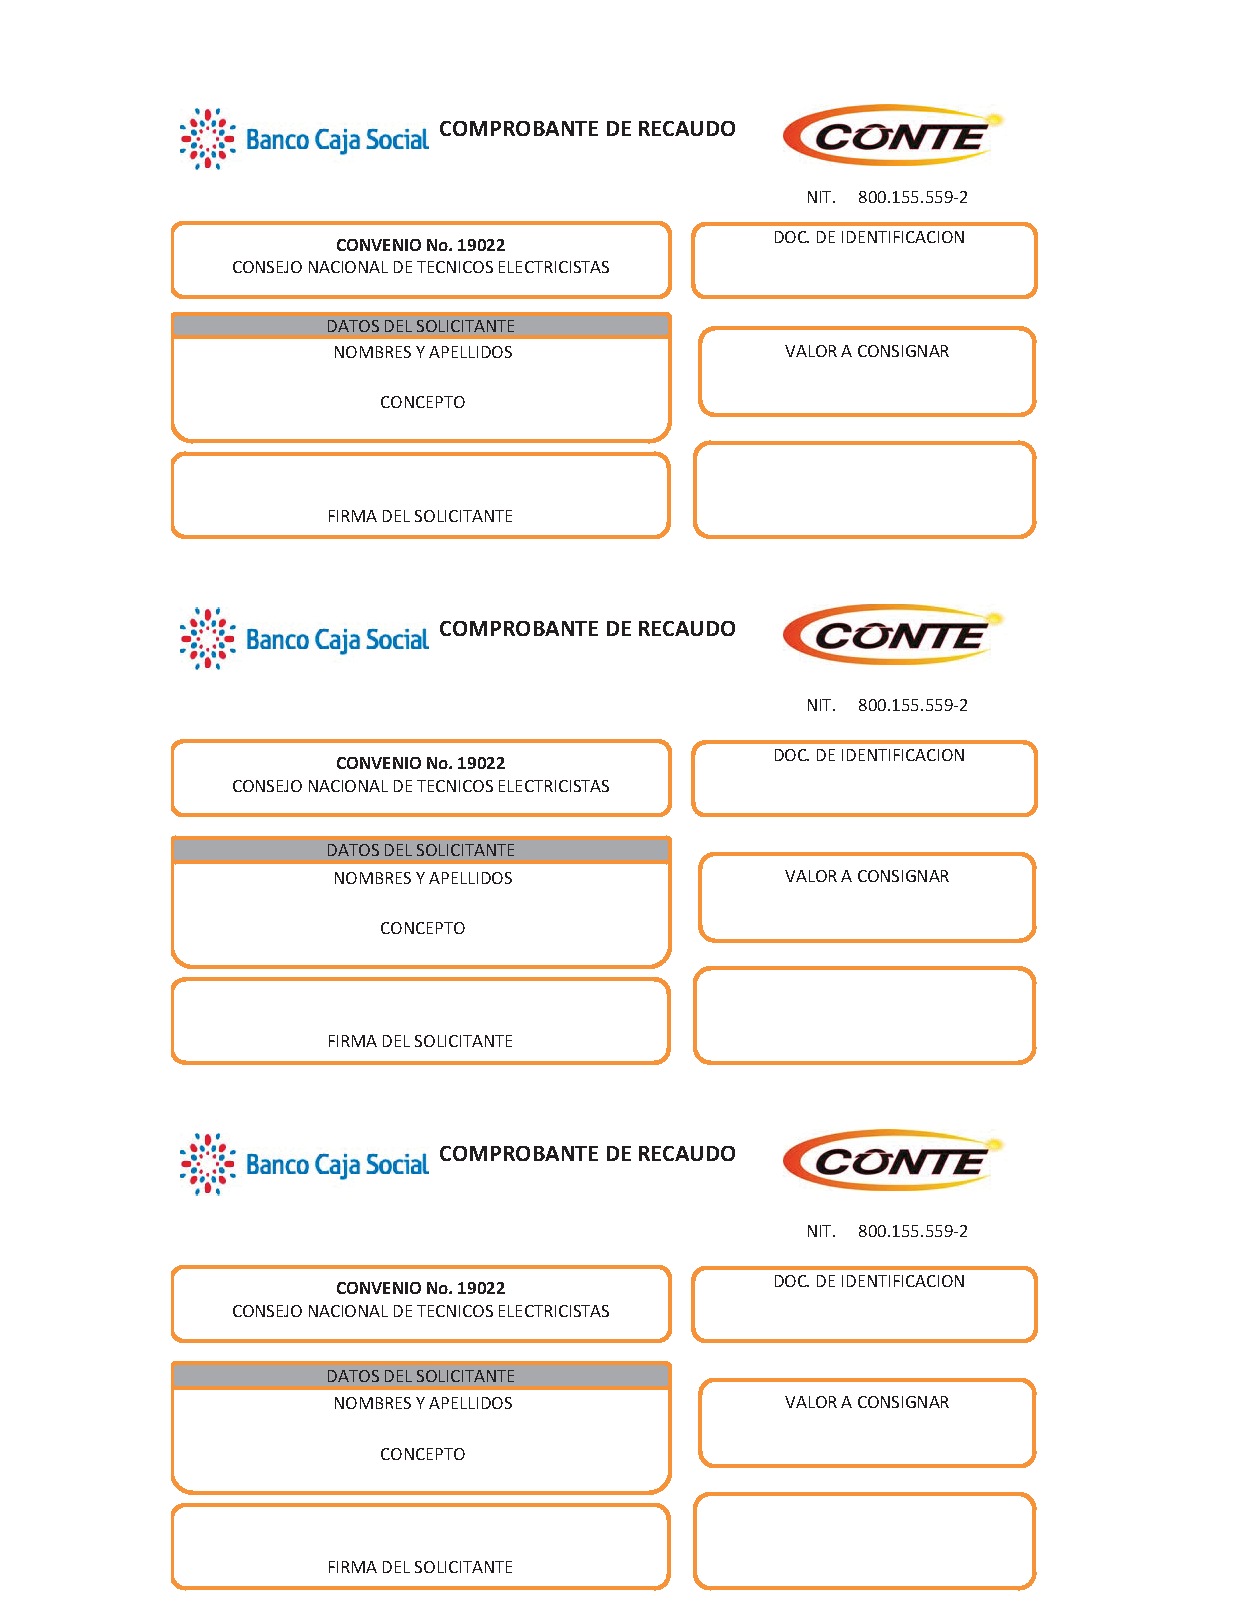 Banco Caja Social COMPROBANTE DE RECAUDO CONTE
NIT. 800.155.559-2
CONVENIO No. 19022
CONSEJO NACIONAL DE TECNICOS ELECTRICISTAS
DOC. DE IDENTIFICACION
DATOS DEL SOLICITANTE
NOMBRES Y APELLIDOS
VALOR A CONSIGNAR
CONCEPTO
FIRMA DEL SOLICITANTE
Banco Caja Social COMPROBANTE DE RECAUDO CONTE
NIT. 800.155.559-2
CONVENIO No. 19022
CONSEJO NACIONAL DE TECNICOS ELECTRICISTAS
DOC. DE IDENTIFICACION
DATOS DEL SOLICITANTE
NOMBRES Y APELLIDOS
VALOR A CONSIGNAR
CONCEPTO
FIRMA DEL SOLICITANTE
Banco Caja Social COMPROBANTE DE RECAUDO CONTE
NIT. 800.155.559-2
CONVENIO No. 19022
CONSEJO NACIONAL DE TECNICOS ELECTRICISTAS
DOC. DE IDENTIFICACION
DATOS DEL SOLICITANTE
NOMBRES Y APELLIDOS
VALOR A CONSIGNAR
CONCEPTO
FIRMA DEL SOLICITANTE